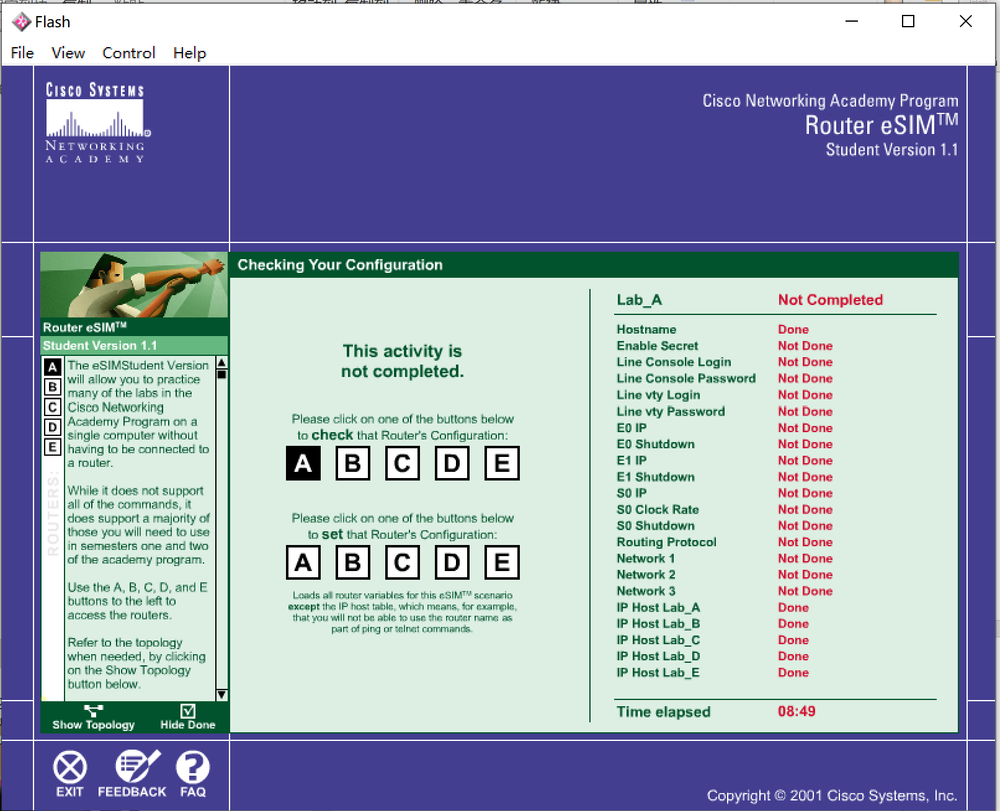 Flash
File View Control Help
CISCO SYSTEMS
NETWORKING
ACADEMY
Cisco Networking Academy Program
Router eSIM™
Student Version 1.1
Checking Your Configuration
Router eSIM™
Student Version 1.1
A
B
C
D
E
ROUTERS:
The eSIMStudent Version
will allow you to practice
many of the labs in the
Cisco Networking
Academy Program on a
single computer without
having to be connected to
a router.
While it does not support
all of the commands, it
does support a majority of
those you will need to use
in semesters one and two
of the academy program.
Use the A, B, C, D, and E
buttons to the left to
access the routers.
Refer to the topology
when needed, by clicking
on the Show Topology
button below.
Show Topology Hide Done
This activity is
not completed.
Please click on one of the buttons below
to check that Router's Configuration:
A B C D E
Please click on one of the buttons below
to set that Router's Configuration:
A B C D E
Loads all router variables for this eSIM™ scenario
except the IP host table, which means, for example,
that you will not be able to use the router name as
part of ping or telnet commands.
Lab_A Not Completed
Hostname Done
Enable Secret Not Done
Line Console Login Not Done
Line Console Password Not Done
Line vty Login Not Done
Line vty Password Not Done
E0 IP Not Done
E0 Shutdown Not Done
E1 IP Not Done
E1 Shutdown Not Done
S0 IP Not Done
S0 Clock Rate Not Done
S0 Shutdown Not Done
Routing Protocol Not Done
Network 1 Not Done
Network 2 Not Done
Network 3 Not Done
IP Host Lab_A Done
IP Host Lab_B Done
IP Host Lab_C Done
IP Host Lab_D Done
IP Host Lab_E Done
Time elapsed 08:49
EXIT FEEDBACK FAQ
Copyright © 2001 Cisco Systems, Inc.